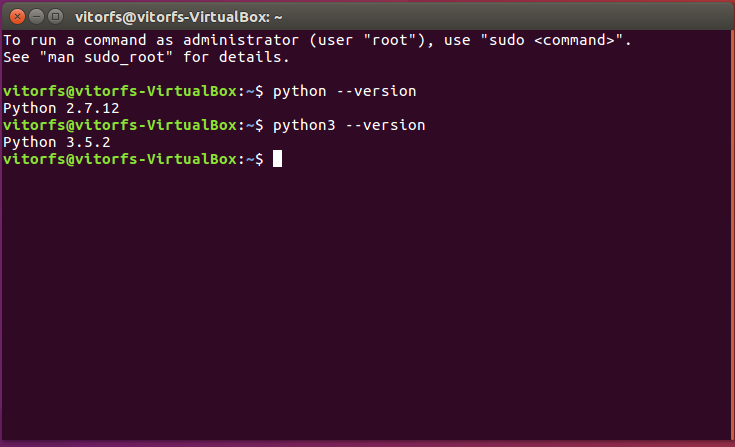 vitorfs@vitorfs-VirtualBox: ~
To run a command as administrator (user "root"), use "sudo <command>".
See "man sudo_root" for details.
vitorfs@vitorfs-VirtualBox:~$ python --version
Python 2.7.12
vitorfs@vitorfs-VirtualBox:~$ python3 --version
Python 3.5.2
vitorfs@vitorfs-VirtualBox:~$